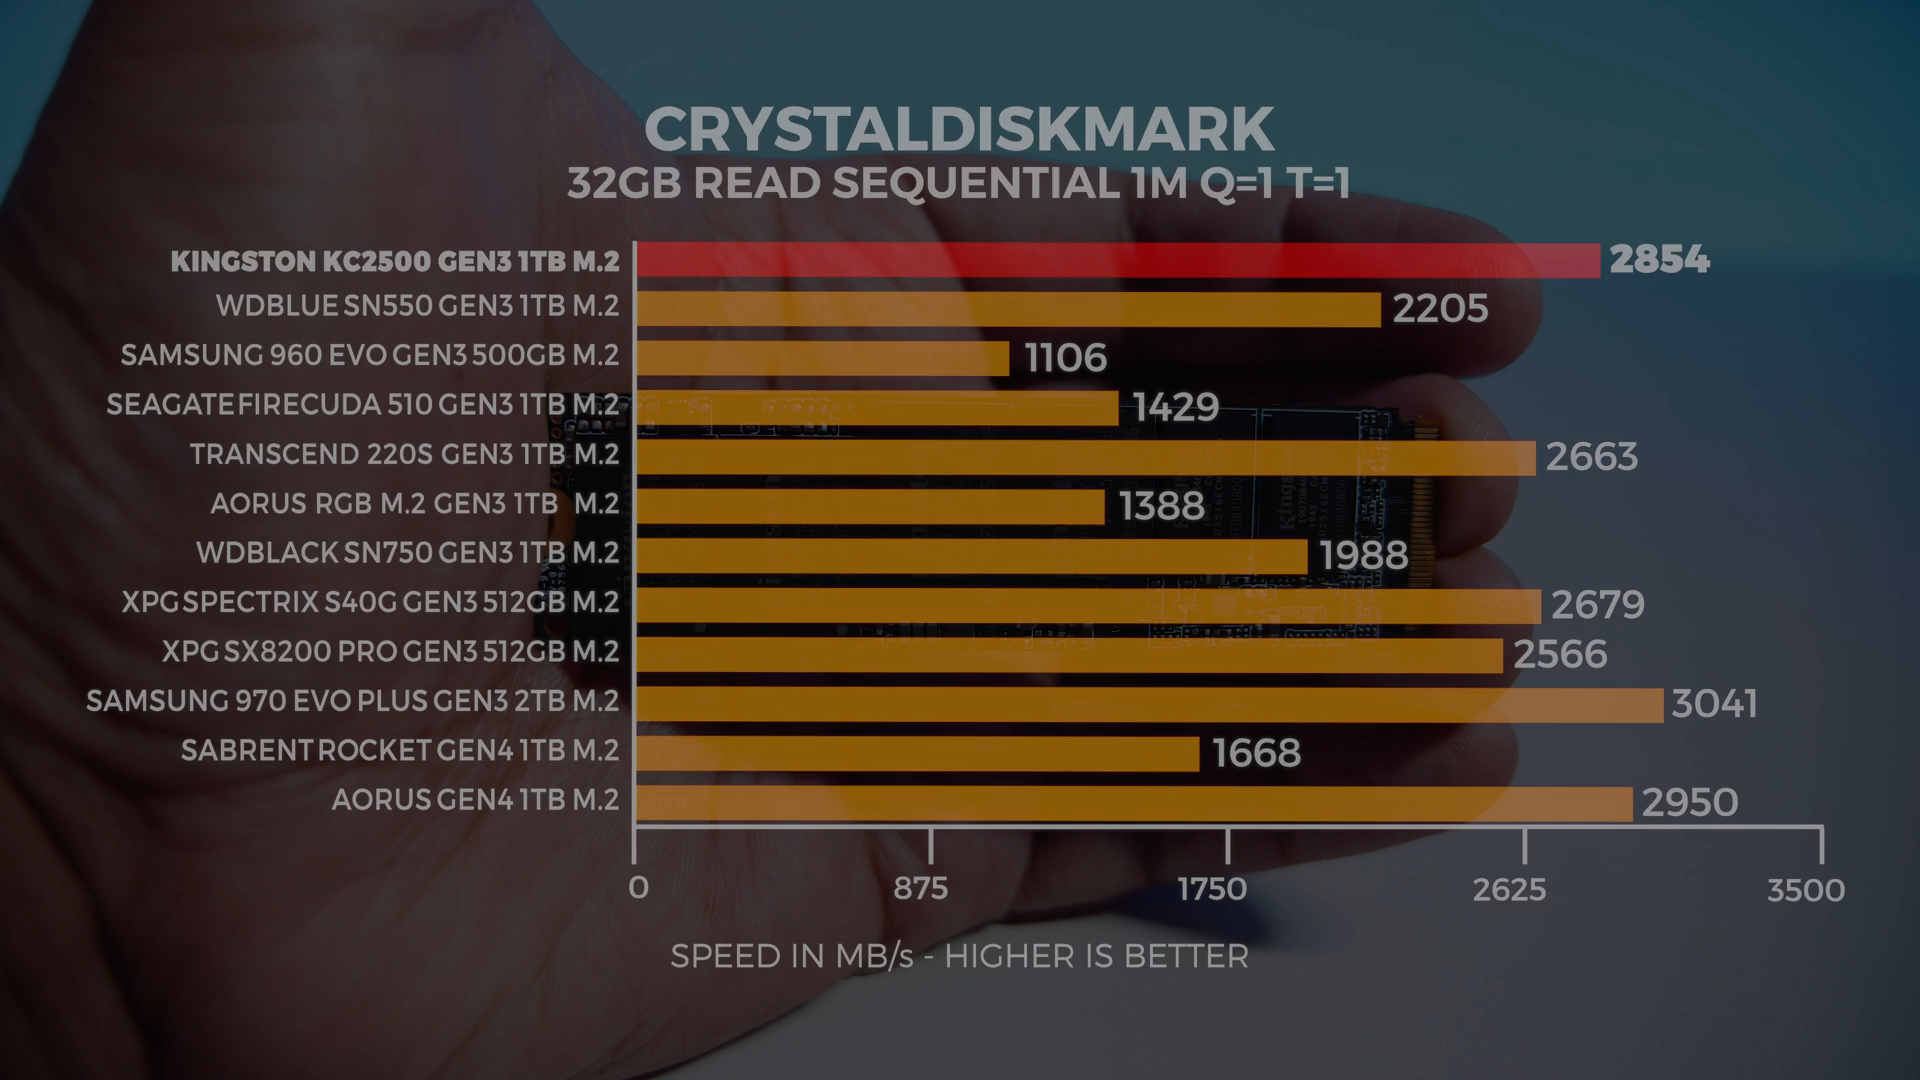 CRYSTALDISKMARK
32GB READ SEQUENTIAL 1M Q=1 T=1
KINGSTON KC2500 GEN3 1TB M.2 2854
WDBLUE SN550 GEN3 1TB M.2 2205
SAMSUNG 960 EVO GEN3 500GB M.2 1106
SEAGATE FIRECUDA 510 GEN3 1TB M.2 1429
TRANSCEND 220S GEN3 1TB M.2 2663
AORUS RGB M.2 GEN3 1TB M.2 1388
WDBLACK SN750 GEN3 1TB M.2 1988
XPG SPECTRIX S40G GEN3 512GB M.2 2679
XPG SX8200 PRO GEN3 512GB M.2 2566
SAMSUNG 970 EVO PLUS GEN3 2TB M.2 3041
SABRENT ROCKET GEN4 1TB M.2 1668
AORUS GEN4 1TB M.2 2950
0 875 1750 2625 3500
SPEED IN MB/s - HIGHER IS BETTER